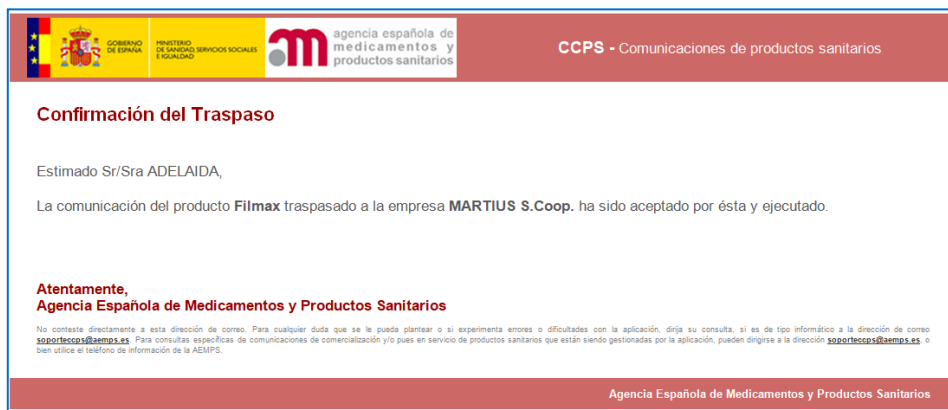 GOBIERNO
DE ESPAÑA
MINISTERIO
DE SANIDAD, SERVICIOS SOCIALES
E IGUALDAD
agencia española de
medicamentos y
productos sanitarios
CCPS - Comunicaciones de productos sanitarios
Confirmación del Traspaso
Estimado Sr/Sra ADELAIDA,
La comunicación del producto Filmax traspasado a la empresa MARTIUS S.Coop. ha sido aceptado por ésta y ejecutado.
Atentamente,
Agencia Española de Medicamentos y Productos Sanitarios
No conteste directamente a esta dirección de correo. Para cualquier duda que se le pueda plantear o si experimenta errores o dificultades con la aplicación, dirija su consulta, si es de tipo informático a la dirección de correo
soporteccps@aemps.es. Para consultas específicas de comunicaciones de comercialización y/o pues en servicio de productos sanitarios que están siendo gestionadas por la aplicación, pueden dirigirse a la dirección soporteccps@aemps.es, o
bien utilice el teléfono de información de la AEMPS.
Agencia Española de Medicamentos y Productos Sanitarios